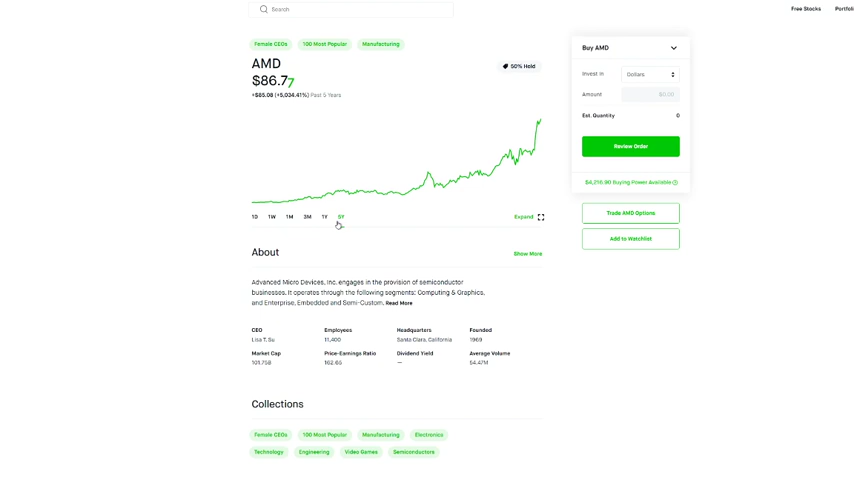 Search
Free Stocks
Portfoli
Female CEOs
100 Most Popular
Manufacturing
AMD
50% Hold
$86.77
+$85.08 (+5,034.41%) Past 5 Years
1D
1W
1M
3M
1Y
5Y
Expand
Buy AMD
Invest In
Dollars
Amount
$0.00
Est. Quantity
0
Review Order
$4,216.90 Buying Power Available
Trade AMD Options
Add to Watchlist
About
Show More
Advanced Micro Devices, Inc. engages in the provision of semiconductor
businesses. It operates through the following segments: Computing & Graphics,
and Enterprise, Embedded and Semi-Custom. Read More
CEO
Employees
Headquarters
Founded
Lisa T. Su.
11,400
Santa Clara, California
1969
Market Cap
Price-Earnings Ratio
Dividend Yield
Average Volume
101.75B
162.65
—
54.47M
Collections
Female CEOs
100 Most Popular
Manufacturing
Electronics
Technology
Engineering
Video Games
Semiconductors